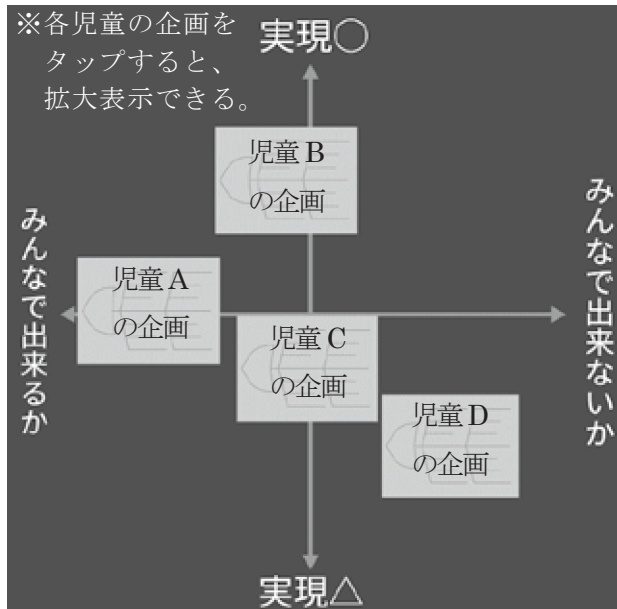 ※各児童の企画を
タップすると、
拡大表示できる。
実現○
児童B
の企画
みんなで出来るか
みんなで出来ないか
児童A
の企画
児童C
の企画
児童D
の企画
実現△